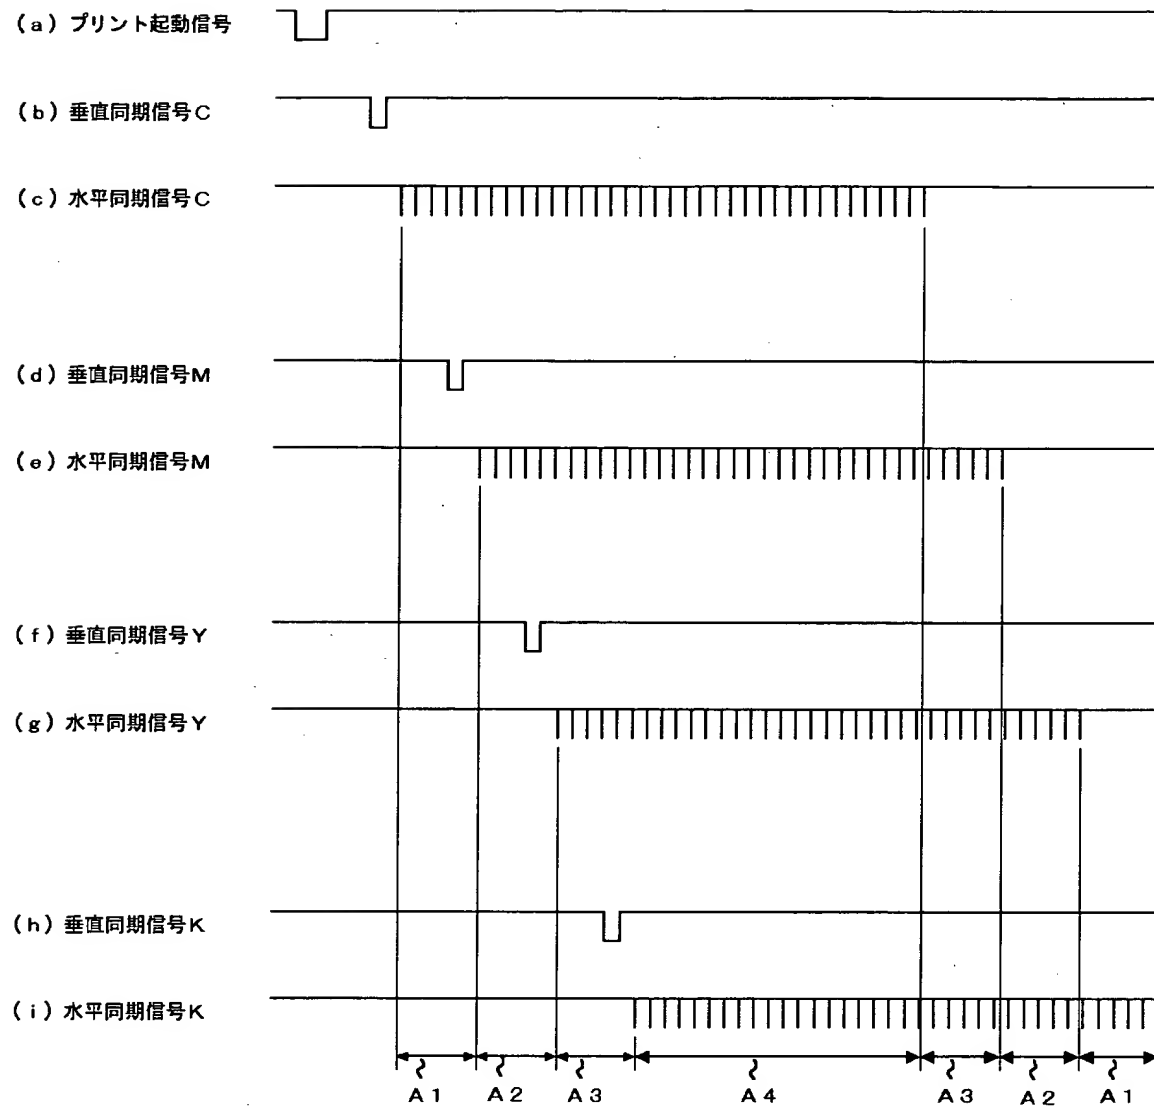 (a)プリント起動信号
(b)垂直同期信号C
(c)水平同期信号C
(d)垂直同期信号M
(e)水平同期信号M
(f)垂直同期信号Y
(g)水平同期信号Y
(h)垂直同期信号K
(i)水平同期信号K
A1 A2 A3 A4 A3 A2 A1